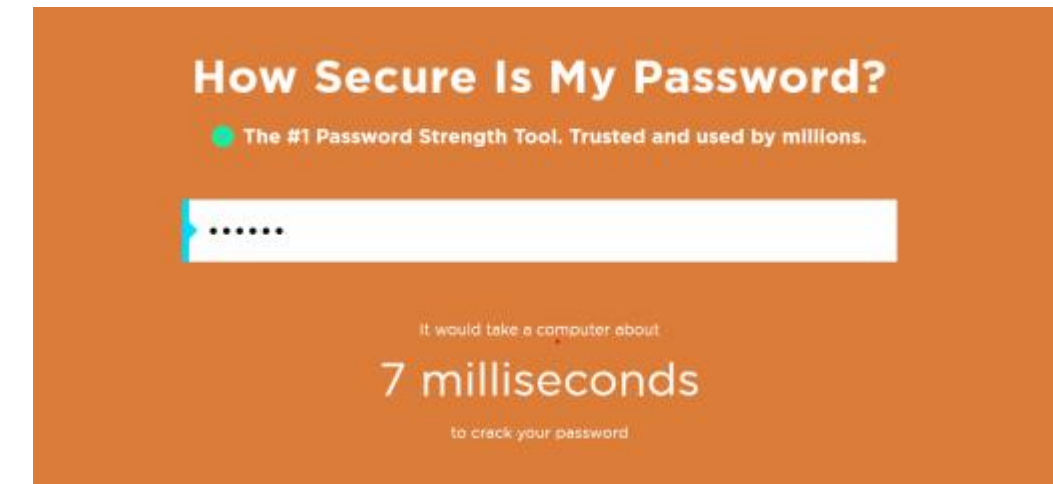 How Secure Is My Password?
The #1 Password Strength Tool. Trusted and used by millions.
••••••
It would take a computer about
7 milliseconds
to crack your password